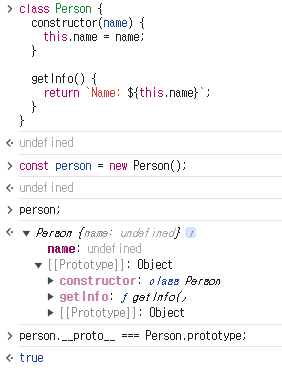 class Person {
constructor(name) {
this.name = name;
}
getInfo() {
return `Name: ${this.name}`;
}
}
undefined
const person = new Person();
undefined
person;
Person {name: undefined} i
name: undefined
[[Prototype]]: Object
constructor: class Person
getInfo: ƒ getInfo(,
[[Prototype]]: Object
person.__proto__ === Person.prototype;
true